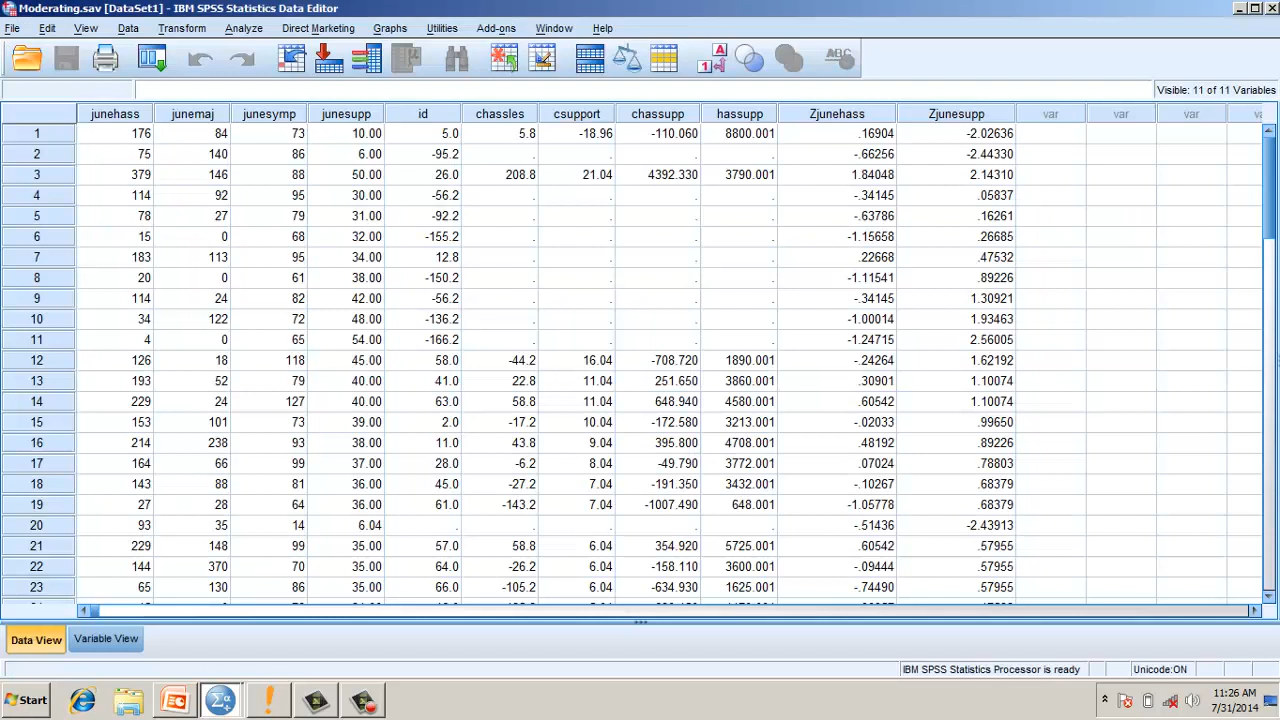 Moderating.sav [DataSet1] - IBM SPSS Statistics Data Editor
File Edit View Data Transform Analyze Direct Marketing Graphs Utilities Add-ons Window Help
Visible: 11 of 11 Variables
junehass junemaj junesymp junesupp id chassles csupport chassupp hassupp Zjunehass Zjunesupp var var var
1 176 84 73 10.00 5.0 5.8 -18.96 -110.060 8800.001 .16904 -2.02636
2 75 140 86 6.00 -95.2 . . . . -.66256 -2.44330
3 379 146 88 50.00 26.0 208.8 21.04 4392.330 3790.001 1.84048 2.14310
4 114 92 95 30.00 -56.2 . . . . -.34145 .05837
5 78 27 79 31.00 -92.2 . . . . -.63786 .16261
6 15 0 68 32.00 -155.2 . . . . -1.15658 .26685
7 183 113 95 34.00 12.8 . . . . .22668 .47532
8 20 0 61 38.00 -150.2 . . . . -1.11541 .89226
9 114 24 82 42.00 -56.2 . . . . -.34145 1.30921
10 34 122 72 48.00 -136.2 . . . . -1.00014 1.93463
11 4 0 65 54.00 -166.2 . . . . -1.24715 2.56005
12 126 18 118 45.00 58.0 -44.2 16.04 -708.720 1890.001 -.24264 1.62192
13 193 52 79 40.00 41.0 22.8 11.04 251.650 3860.001 .30901 1.10074
14 229 24 127 40.00 63.0 58.8 11.04 648.940 4580.001 .60542 1.10074
15 153 101 73 39.00 2.0 -17.2 10.04 -172.580 3213.001 -.02033 .99650
16 214 238 93 38.00 11.0 43.8 9.04 395.800 4708.001 .48192 .89226
17 164 66 99 37.00 28.0 -6.2 8.04 -49.790 3772.001 .07024 .78803
18 143 88 81 36.00 45.0 -27.2 7.04 -191.350 3432.001 -.10267 .68379
19 27 28 64 36.00 61.0 -143.2 7.04 -1007.490 648.001 -1.05778 .68379
20 93 35 14 6.04 . . . . . -.51436 -2.43913
21 229 148 99 35.00 57.0 58.8 6.04 354.920 5725.001 .60542 .57955
22 144 370 70 35.00 64.0 -26.2 6.04 -158.110 3600.001 -.09444 .57955
23 65 130 86 35.00 66.0 -105.2 6.04 -634.930 1625.001 -.74490 .57955
Data View Variable View
IBM SPSS Statistics Processor is ready Unicode:ON
Start
11:26 AM
7/31/2014